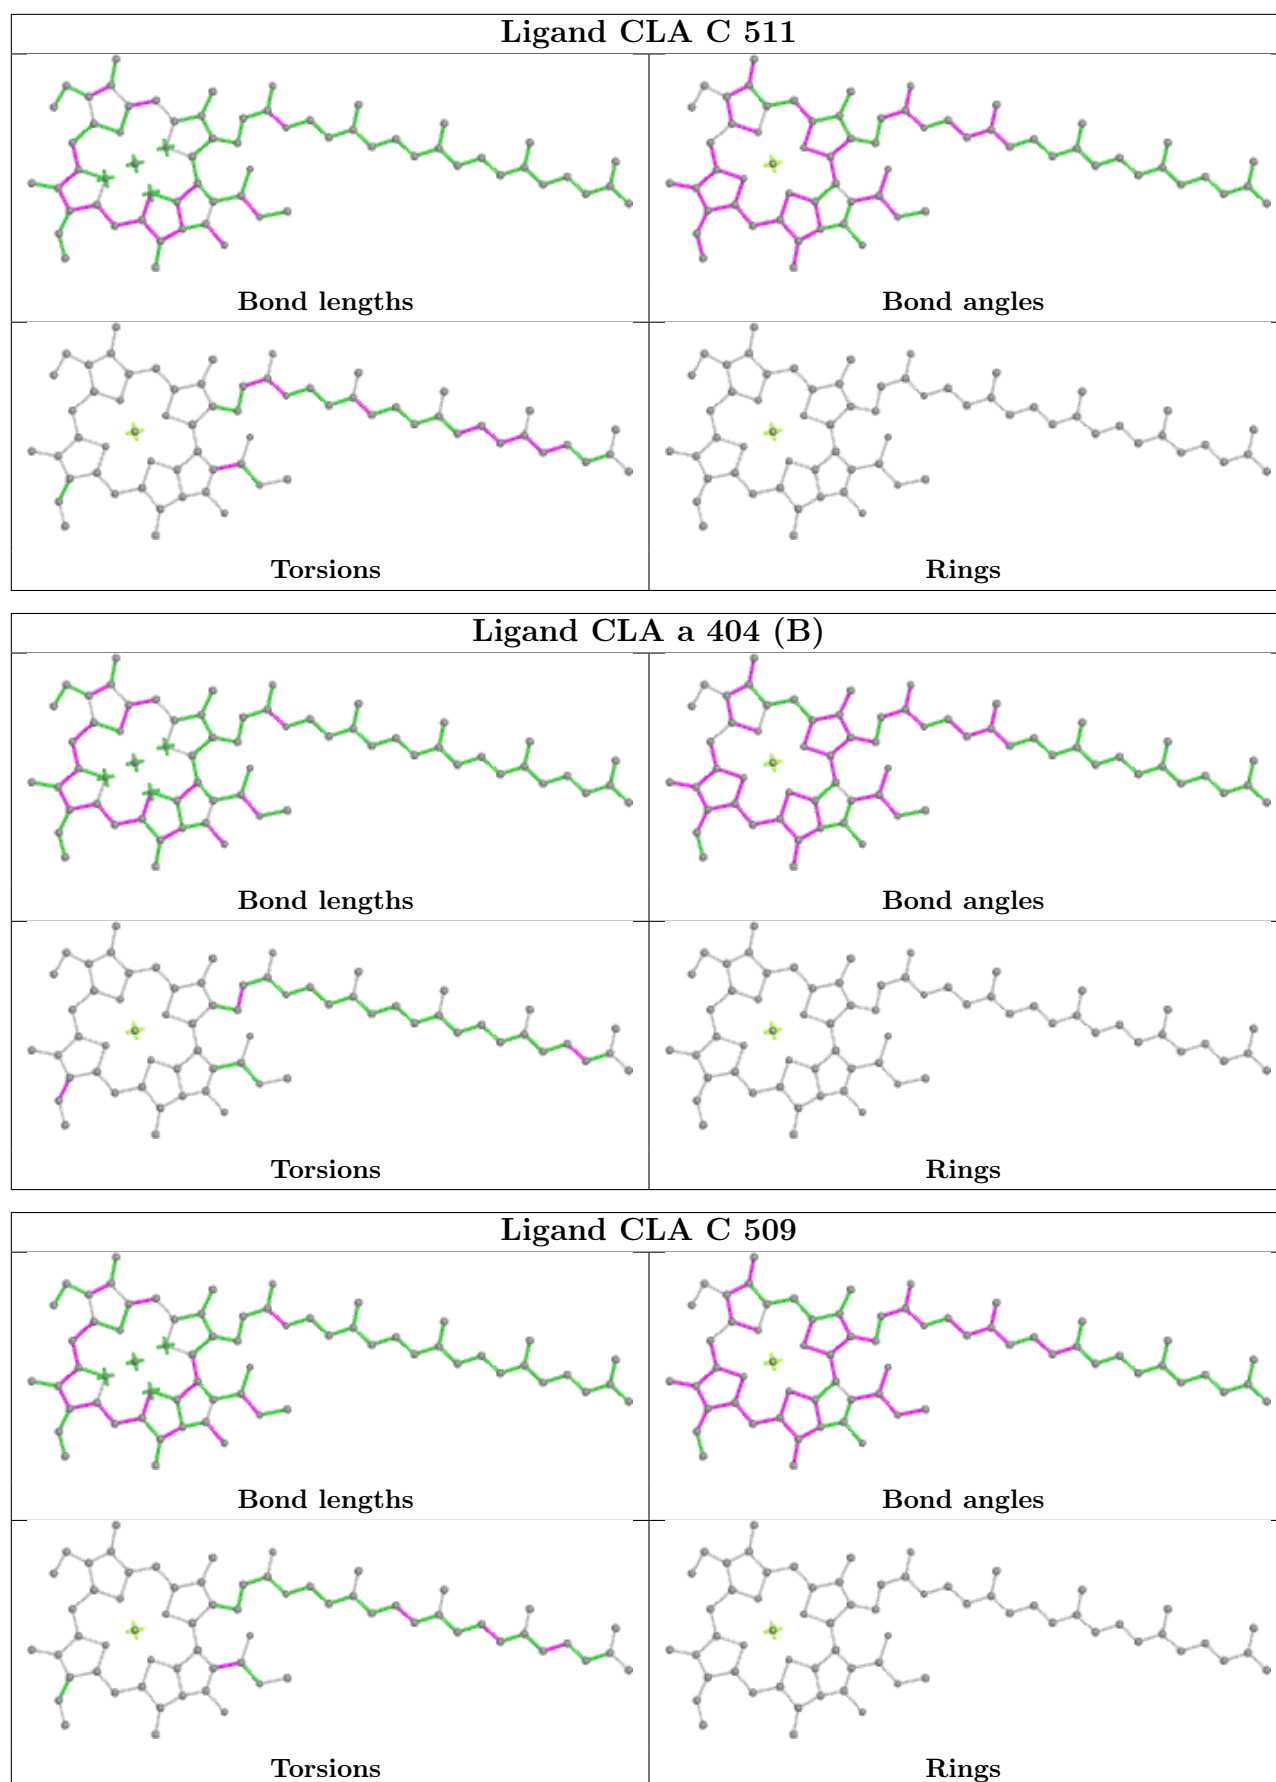 Ligand CLA C 511
Bond lengths
Bond angles
Torsions
Rings
Ligand CLA a 404 (B)
Bond lengths
Bond angles
Torsions
Rings
Ligand CLA C 509
Bond lengths
Bond angles
Torsions
Rings